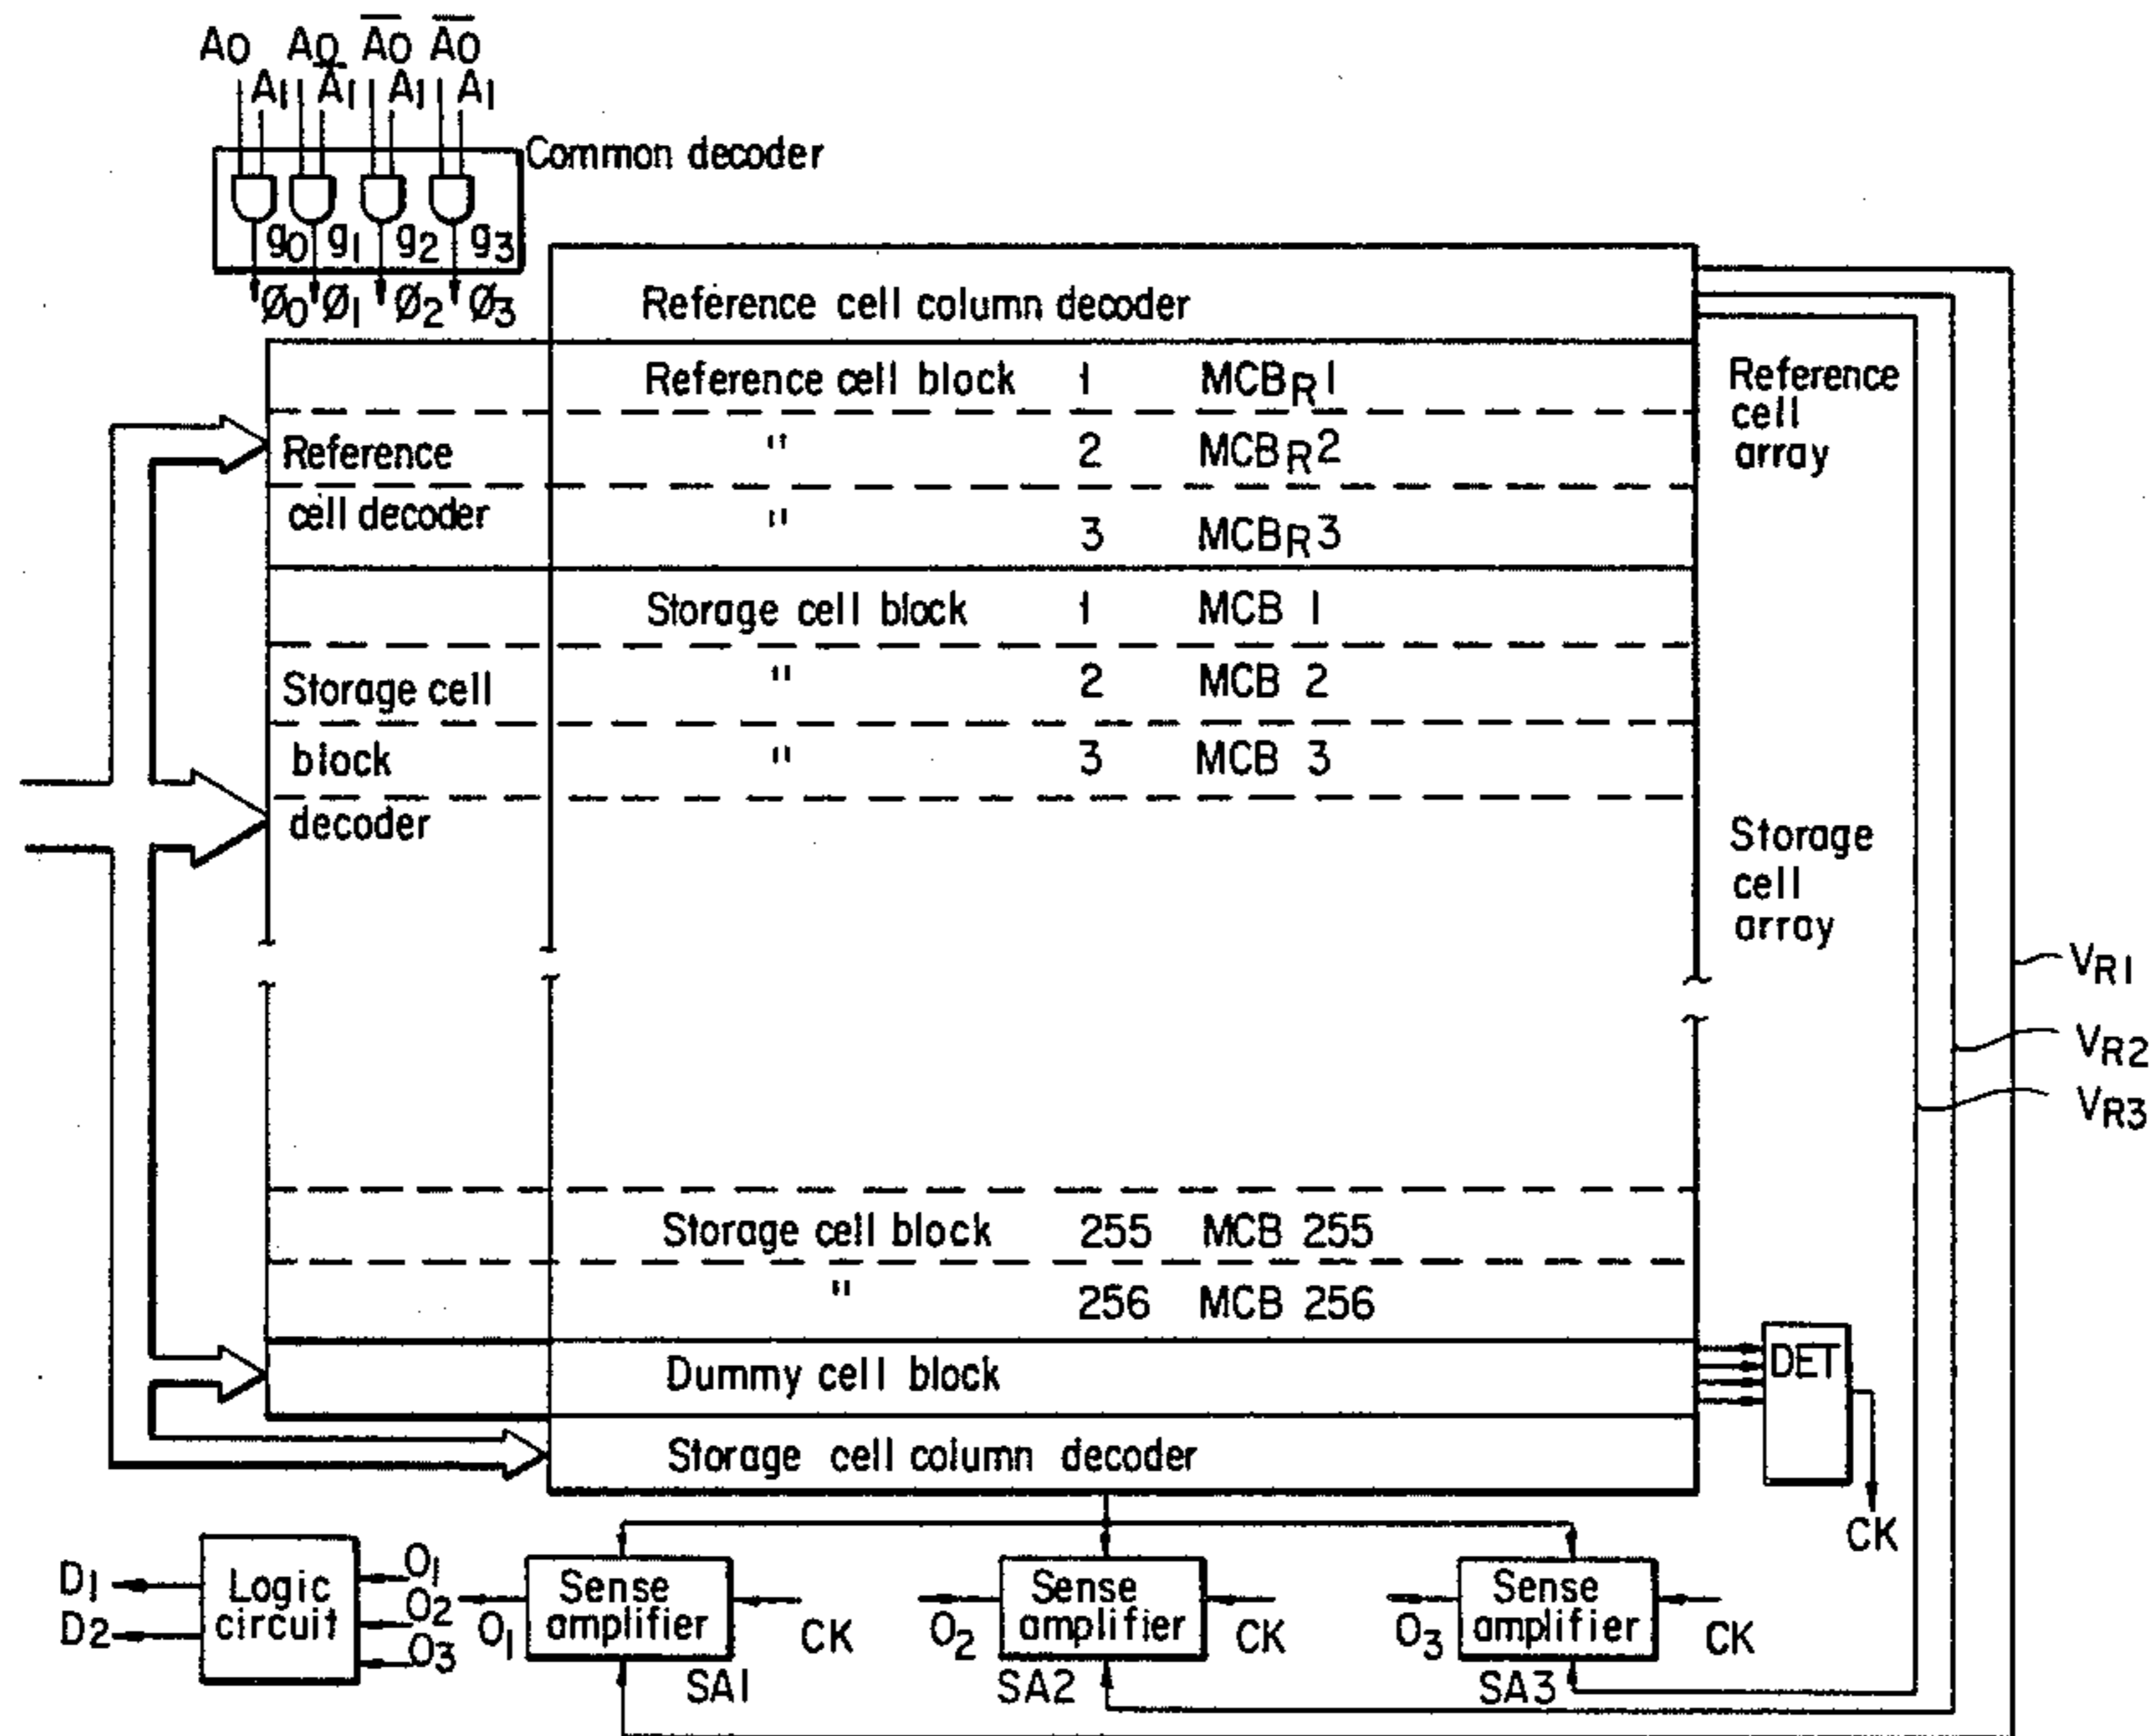 A0 A0 A̅0̅ A̅0̅
A1 A̅1̅ A1 A1
Common decoder
g0 g1 g2 g3
Ø0 Ø1 Ø2 Ø3
Reference cell column decoder
Reference cell block 1 MCBR1
Reference " 2 MCBR2
cell decoder " 3 MCBR3
Reference
cell
array
Storage cell block 1 MCB 1
Storage cell " 2 MCB 2
block " 3 MCB 3
decoder
Storage
cell
array
VR1
VR2
VR3
Storage cell block 255 MCB 255
" 256 MCB 256
Dummy cell block
DET
Storage cell column decoder
CK
D1
D2
Logic
circuit
O1
O2
O3
O1
Sense
amplifier
CK
SA1
O2
Sense
amplifier
CK
SA2
O3
Sense
amplifier
CK
SA3